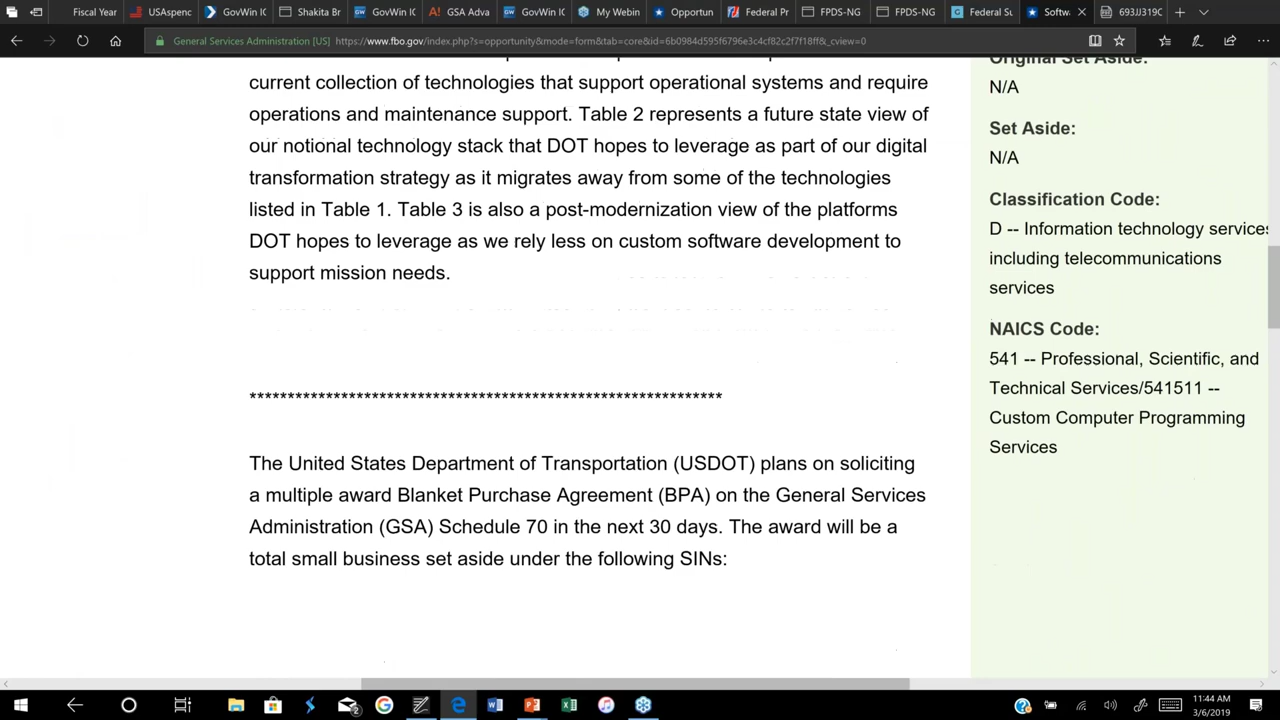 Fiscal Year
USAspenc
GovWin IC
Shakita Br
GovWin IC
GSA Adva
GovWin IC
My Webin
Opportun
Federal Pr
FPDS-NG
FPDS-NG
Federal Su
Softw
693JJ319C
General Services Administration [US] https://www.fbo.gov/index.php?s=opportunity&mode=form&tab=core&id=6b0984d595f6796e3c4cf82c2f7f18ff&_cview=0
current collection of technologies that support operational systems and require
operations and maintenance support. Table 2 represents a future state view of
our notional technology stack that DOT hopes to leverage as part of our digital
transformation strategy as it migrates away from some of the technologies
listed in Table 1. Table 3 is also a post-modernization view of the platforms
DOT hopes to leverage as we rely less on custom software development to
support mission needs.
**************************************************************
The United States Department of Transportation (USDOT) plans on soliciting
a multiple award Blanket Purchase Agreement (BPA) on the General Services
Administration (GSA) Schedule 70 in the next 30 days. The award will be a
total small business set aside under the following SINs:
Original Set Aside:
N/A
Set Aside:
N/A
Classification Code:
D -- Information technology services
including telecommunications
services
NAICS Code:
541 -- Professional, Scientific, and
Technical Services/541511 --
Custom Computer Programming
Services
11:44 AM
3/6/2019